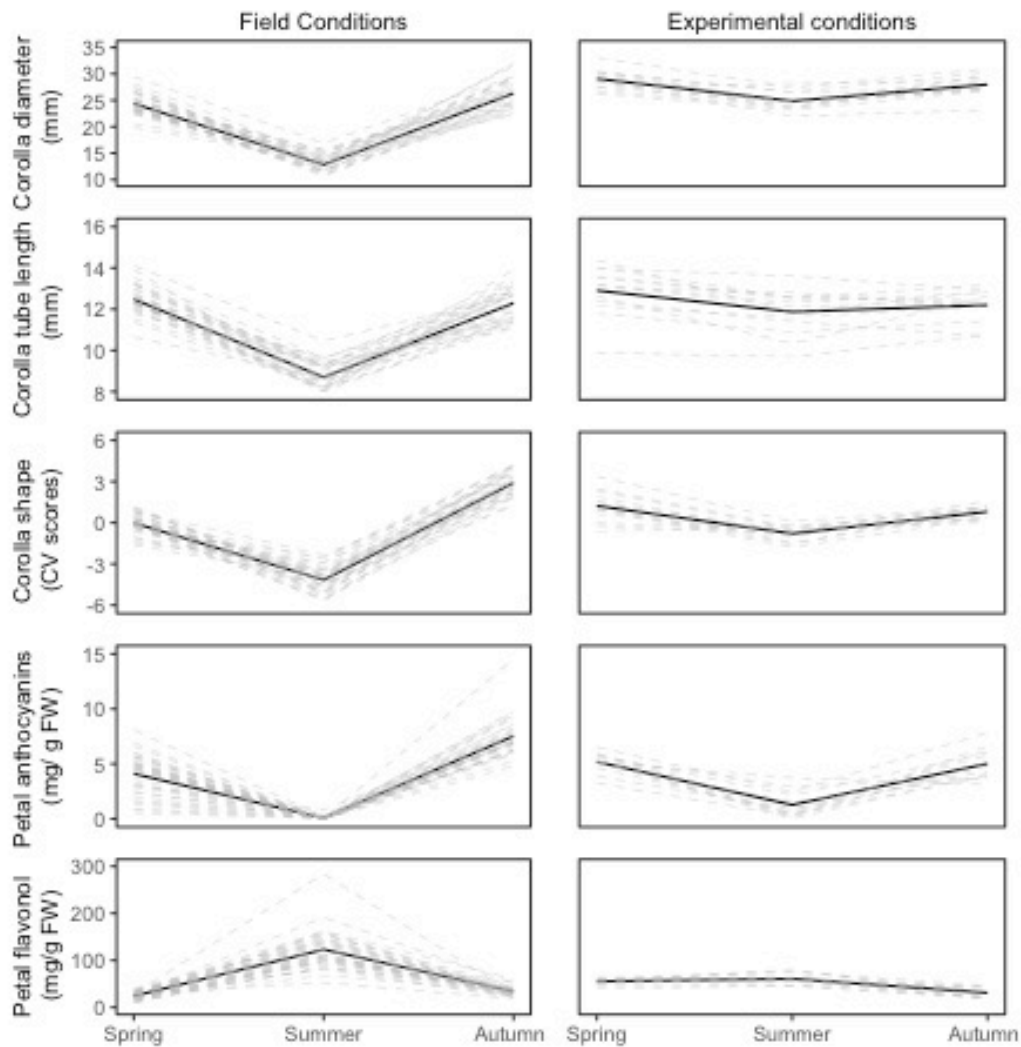 Field Conditions
Experimental conditions
Corolla diameter
(mm)
35
30
25
20
15
10
Corolla tube length
(mm)
16
14
12
10
8
Corolla shape
(CV scores)
6
3
0
-3
-6
Petal anthocyanins
(mg/ g FW)
15
10
5
0
Petal flavonol
(mg/g FW)
300
200
100
0
Spring
Summer
Autumn
Spring
Summer
Autumn